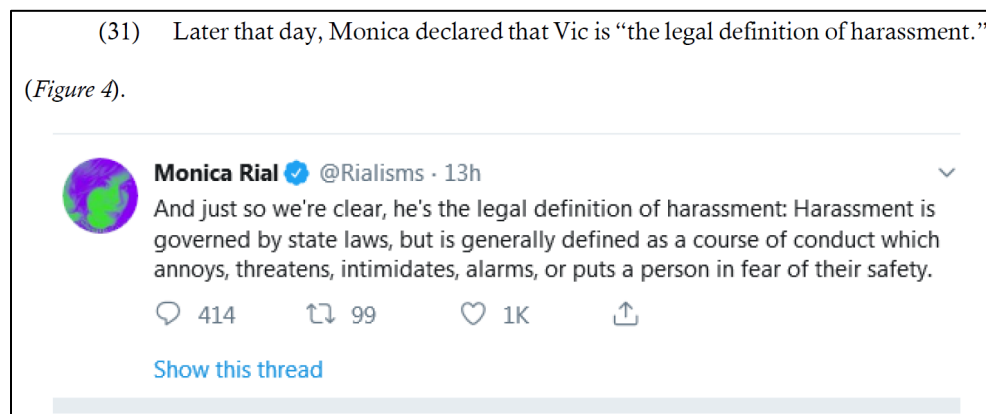 (31) Later that day, Monica declared that Vic is “the legal definition of harassment.”
(Figure 4).
Monica Rial @Rialisms · 13h
And just so we're clear, he's the legal definition of harassment: Harassment is
governed by state laws, but is generally defined as a course of conduct which
annoys, threatens, intimidates, alarms, or puts a person in fear of their safety.
414 99 1K
Show this thread